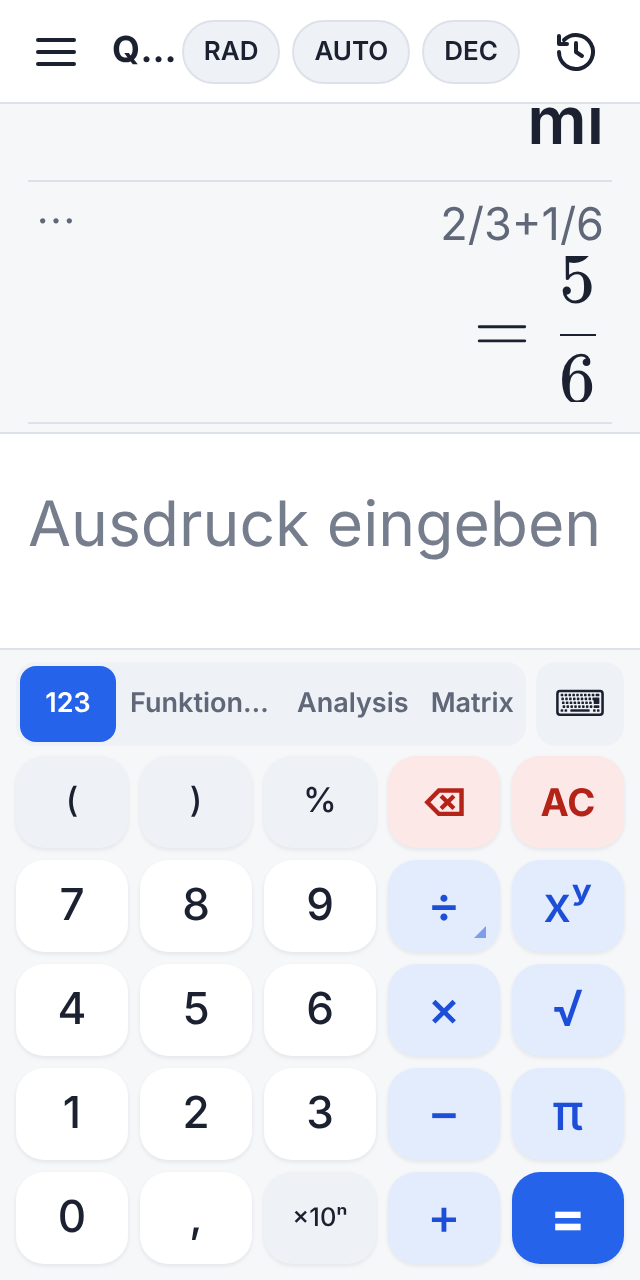 Q... RAD AUTO DEC
mi
... 2/3+1/6
= 5/6
Ausdruck eingeben
123 Funktion... Analysis Matrix
( ) % AC
7 8 9 ÷ xʸ
4 5 6 × √
1 2 3 − π
0 , ×10ⁿ + =